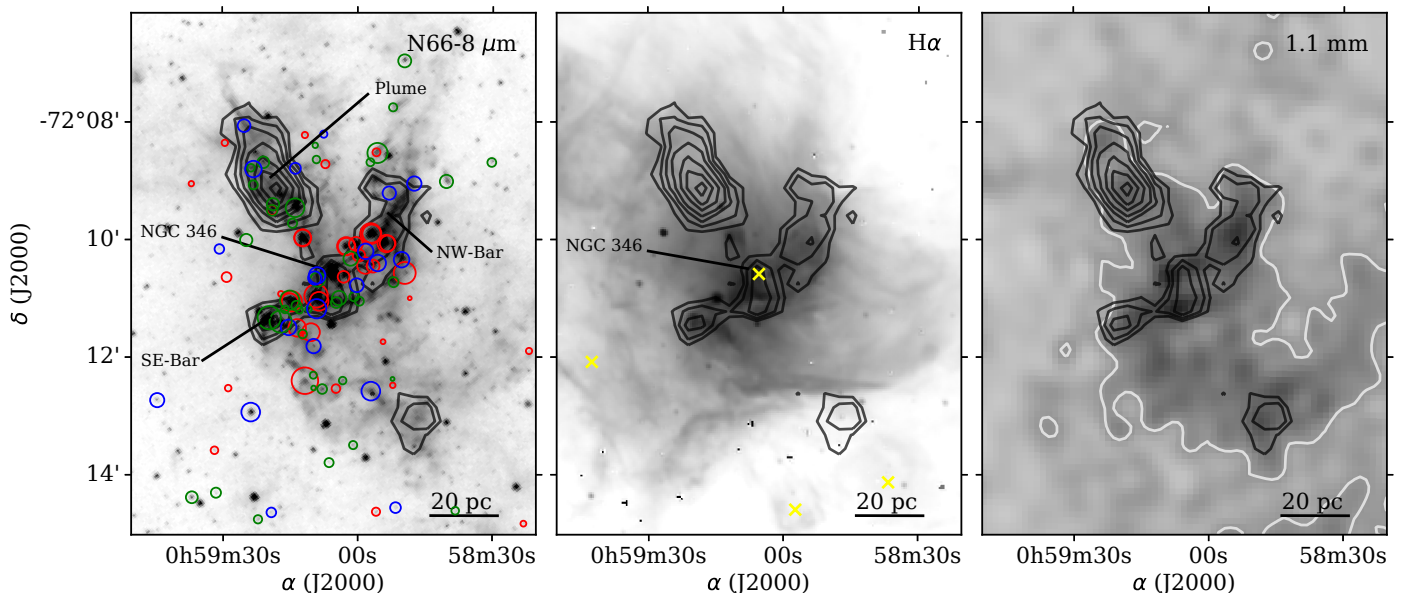 N66-8 μm
Plume
NGC 346
NW-Bar
SE-Bar
20 pc
-72°08'
10'
12'
14'
δ (J2000)
0h59m30s 00s 58m30s
α (J2000)
Hα
NGC 346
20 pc
0h59m30s 00s 58m30s
α (J2000)
1.1 mm
20 pc
0h59m30s 00s 58m30s
α (J2000)